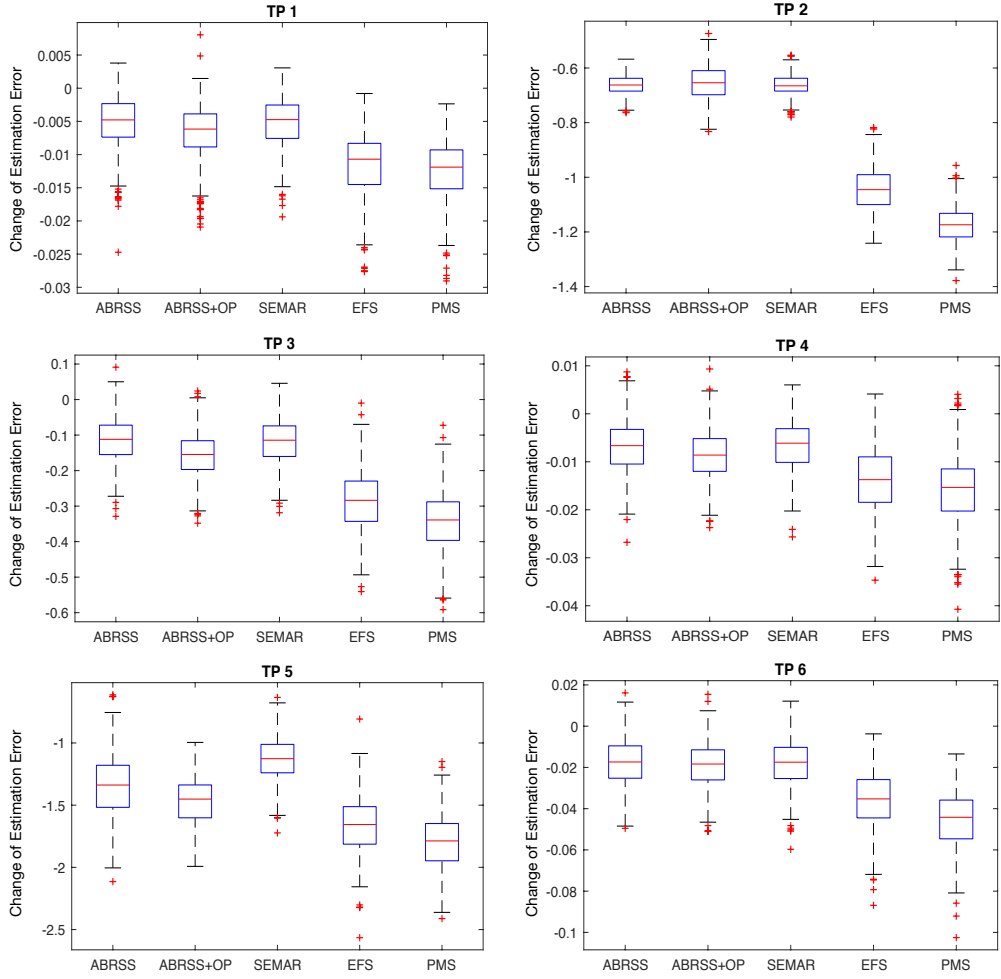 TP 1
Change of Estimation Error
0.005
0
-0.005
-0.01
-0.015
-0.02
-0.025
-0.03
ABRSS ABRSS+OP SEMAR EFS PMS
TP 2
Change of Estimation Error
-0.6
-0.8
-1
-1.2
-1.4
ABRSS ABRSS+OP SEMAR EFS PMS
TP 3
Change of Estimation Error
0.1
0
-0.1
-0.2
-0.3
-0.4
-0.5
-0.6
ABRSS ABRSS+OP SEMAR EFS PMS
TP 4
Change of Estimation Error
0.01
0
-0.01
-0.02
-0.03
-0.04
ABRSS ABRSS+OP SEMAR EFS PMS
TP 5
Change of Estimation Error
-1
-1.5
-2
-2.5
ABRSS ABRSS+OP SEMAR EFS PMS
TP 6
Change of Estimation Error
0.02
0
-0.02
-0.04
-0.06
-0.08
-0.1
ABRSS ABRSS+OP SEMAR EFS PMS